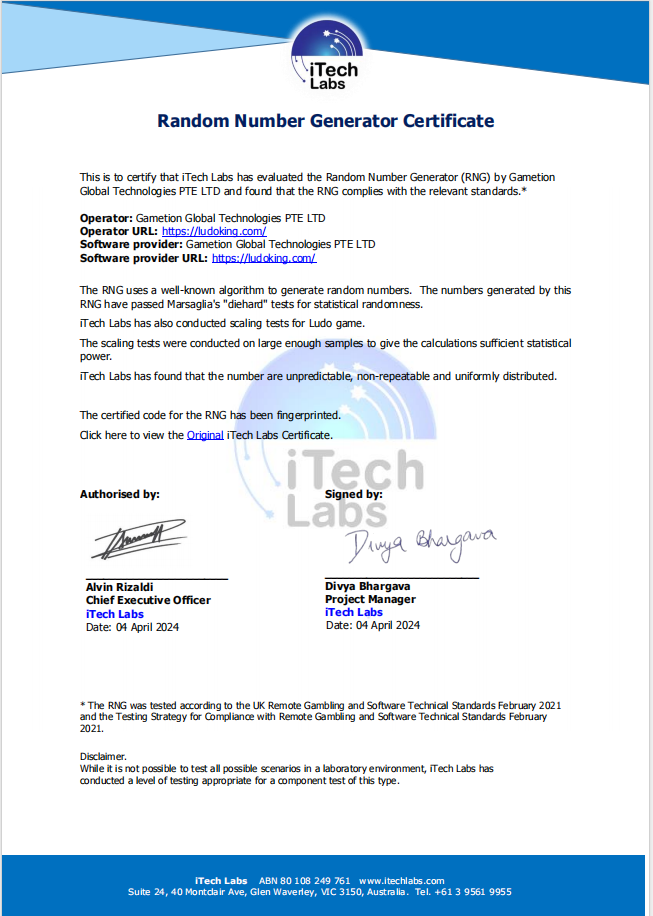 iTech
Labs
Random Number Generator Certificate
This is to certify that iTech Labs has evaluated the Random Number Generator (RNG) by Gametion
Global Technologies PTE LTD and found that the RNG complies with the relevant standards.*
Operator: Gametion Global Technologies PTE LTD
Operator URL: https://ludoking.com/
Software provider: Gametion Global Technologies PTE LTD
Software provider URL: https://ludoking.com/
The RNG uses a well-known algorithm to generate random numbers. The numbers generated by this
RNG have passed Marsaglia's "diehard" tests for statistical randomness.
iTech Labs has also conducted scaling tests for Ludo game.
The scaling tests were conducted on large enough samples to give the calculations sufficient statistical
power.
iTech Labs has found that the number are unpredictable, non-repeatable and uniformly distributed.
The certified code for the RNG has been fingerprinted.
Click here to view the Original iTech Labs Certificate.
iTech
Labs
Authorised by: Signed by:
Divya Bhargava
Alvin Rizaldi Divya Bhargava
Chief Executive Officer Project Manager
iTech Labs iTech Labs
Date: 04 April 2024 Date: 04 April 2024
* The RNG was tested according to the UK Remote Gambling and Software Technical Standards February 2021
and the Testing Strategy for Compliance with Remote Gambling and Software Technical Standards February
2021.
Disclaimer.
While it is not possible to test all possible scenarios in a laboratory environment, iTech Labs has
conducted a level of testing appropriate for a component test of this type.
iTech Labs ABN 80 108 249 761 www.itechlabs.com
Suite 24, 40 Montclair Ave, Glen Waverley, VIC 3150, Australia. Tel. +61 3 9561 9955